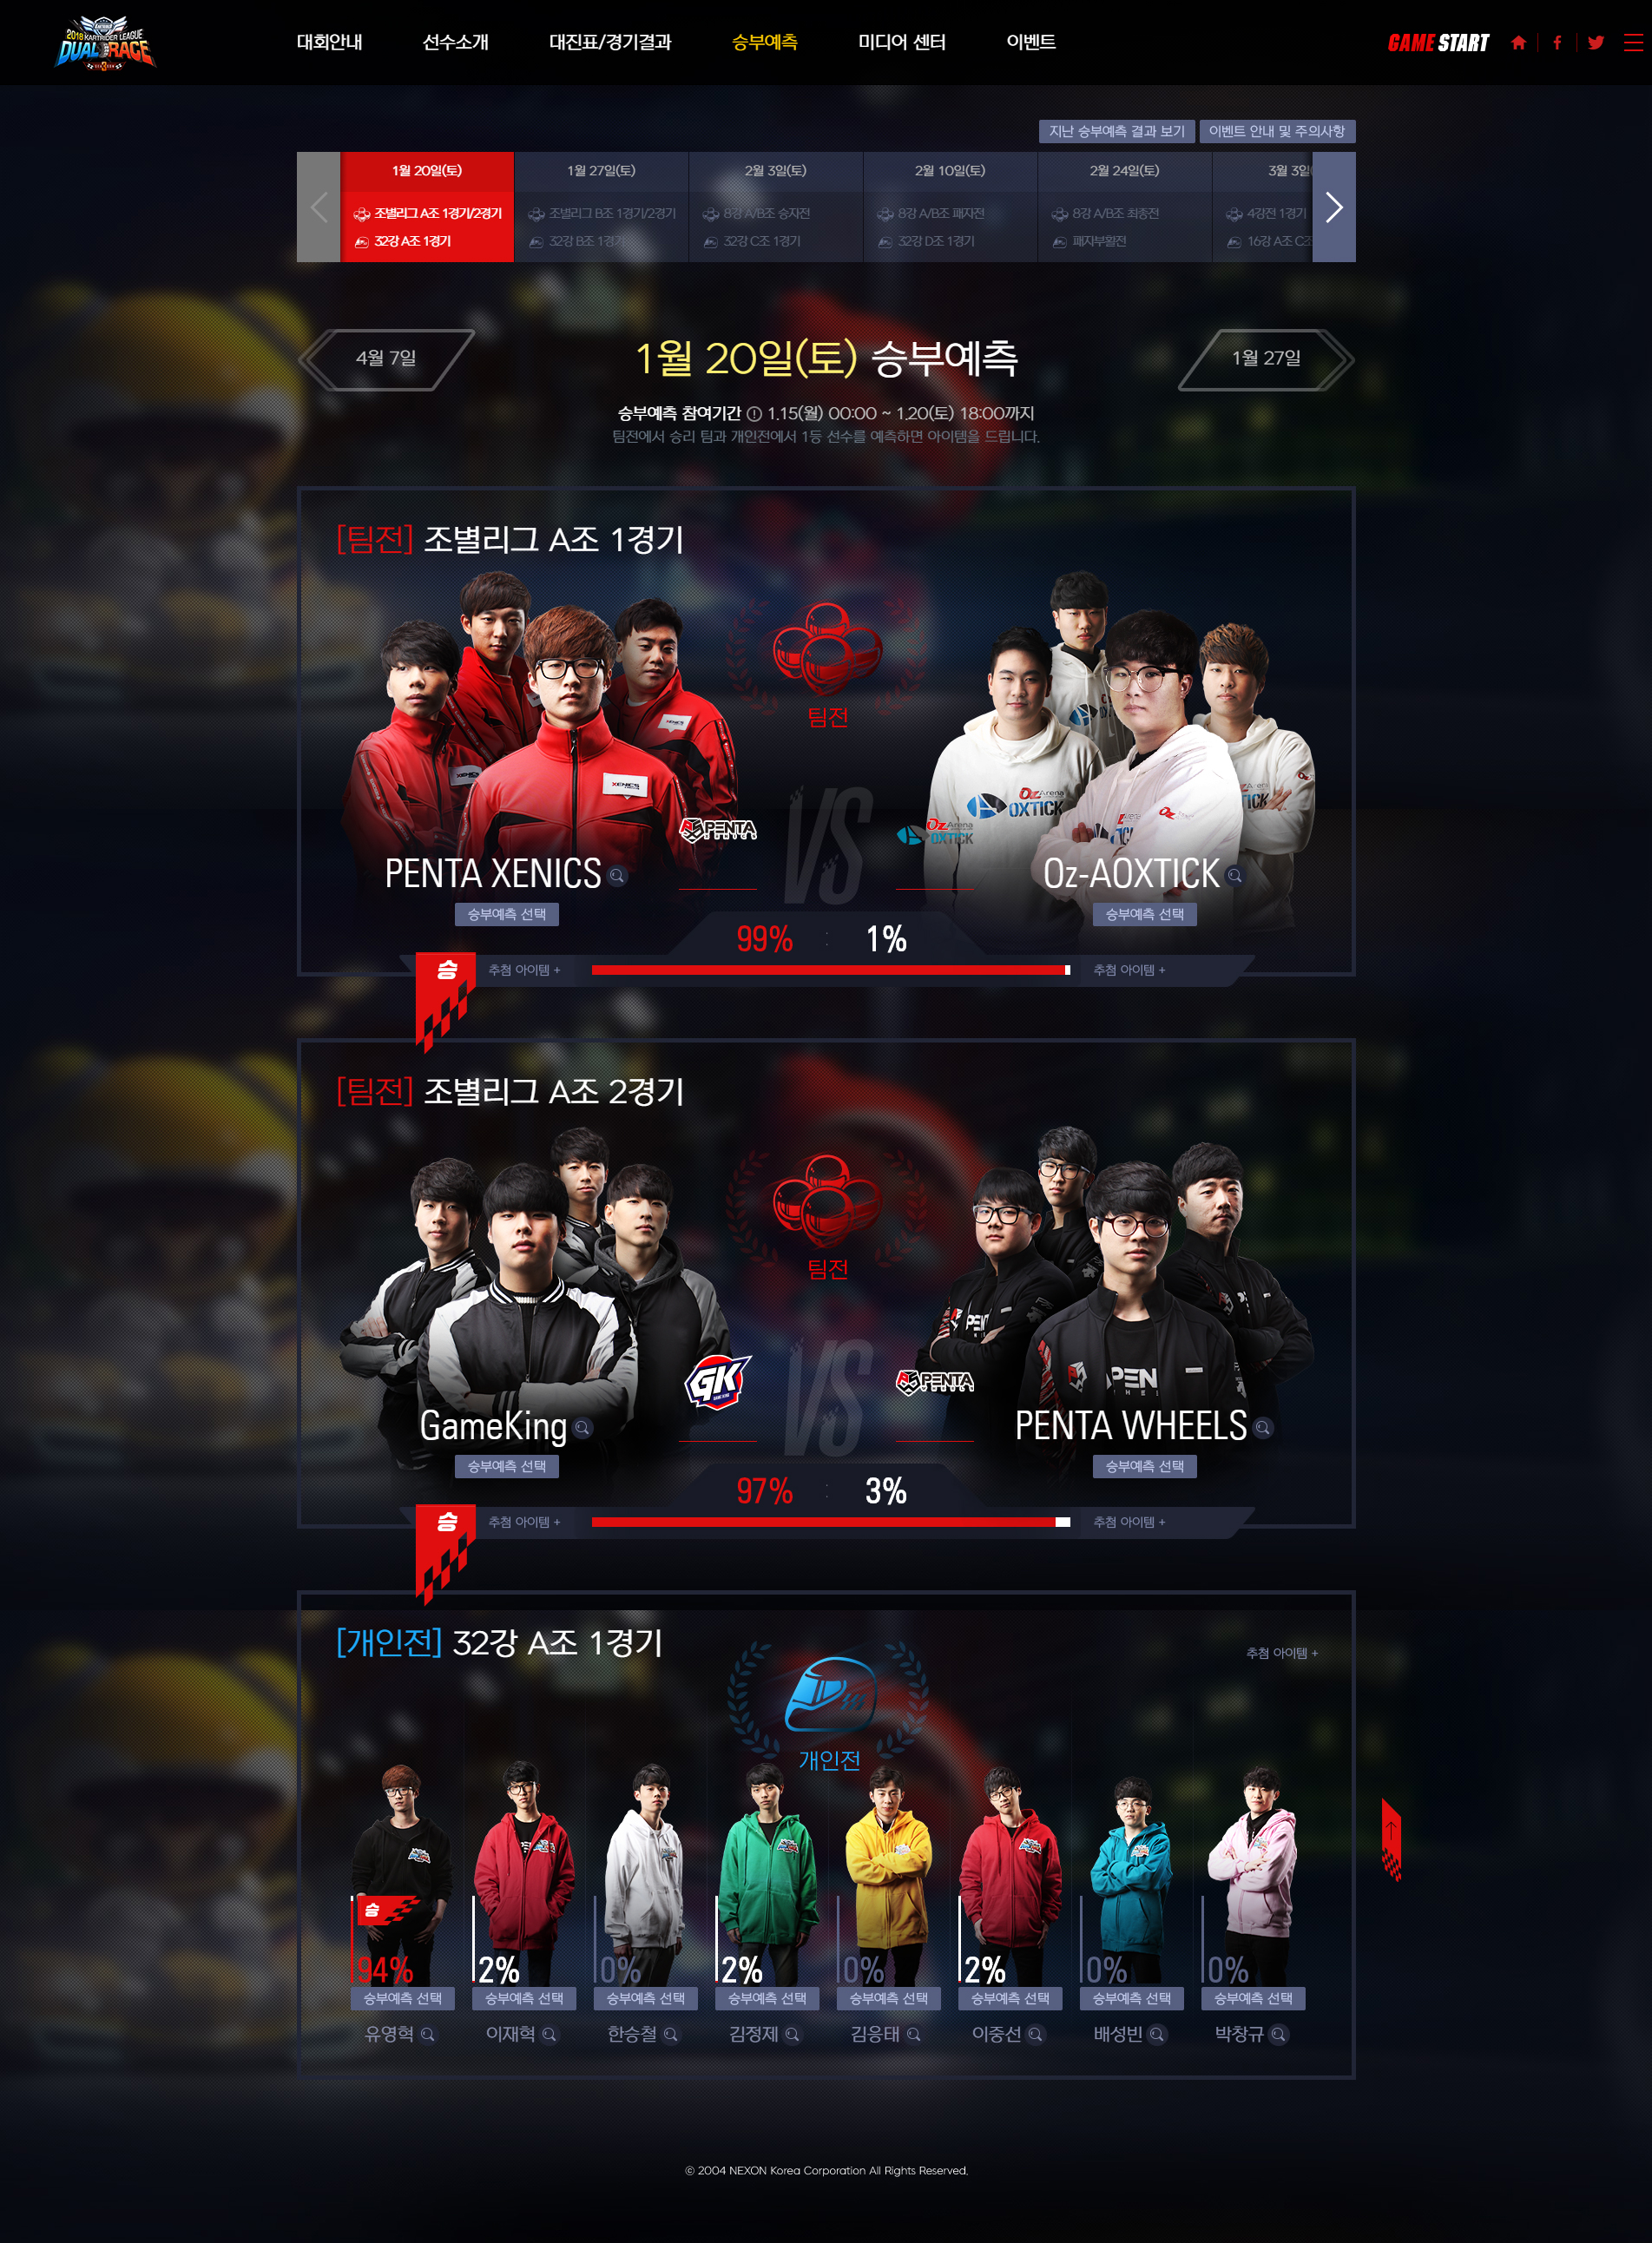 2018 KARTRIDER LEAGUE
DUAL RACE
3
대회안내
선수소개
대진표/경기결과
승부예측
미디어 센터
이벤트
GAME START
지난 승부예측 결과 보기
이벤트 안내 및 주의사항
1월 20일(토)
조별리그 A조 1경기/2경기
32강 A조 1경기
1월 27일(토)
조별리그 B조 1경기/2경기
32강 B조 1경기
2월 3일(토)
8강 A/B조 승자전
32강 C조 1경기
2월 10일(토)
8강 A/B조 패자전
32강 D조 1경기
2월 24일(토)
8강 A/B조 최종전
패자부활전
3월 3일
4강전 1경기
16강 A조 C조
4월 7일
1월 20일(토) 승부예측
1월 27일
승부예측 참여기간 1.15(월) 00:00 ~ 1.20(토) 18:00까지
팀전에서 승리 팀과 개인전에서 1등 선수를 예측하면 아이템을 드립니다.
[팀전] 조별리그 A조 1경기
팀전
XENICS
XENICS
XENICS
OZ Arena
OXTICK
PENTA
VS
OZ Arena
OXTICK
PENTA XENICS
Oz-AOXTICK
승부예측 선택
승부예측 선택
99% : 1%
승
추첨 아이템 +
추첨 아이템 +
[팀전] 조별리그 A조 2경기
팀전
GK
VS
PENTA
GameKing
PENTA WHEELS
승부예측 선택
승부예측 선택
97% : 3%
승
추첨 아이템 +
추첨 아이템 +
[개인전] 32강 A조 1경기
추첨 아이템 +
개인전
승
94%
2%
0%
2%
0%
2%
0%
0%
승부예측 선택
승부예측 선택
승부예측 선택
승부예측 선택
승부예측 선택
승부예측 선택
승부예측 선택
승부예측 선택
유영혁
이재혁
한승철
김정제
김응태
이중선
배성빈
박창규
© 2004 NEXON Korea Corporation All Rights Reserved.